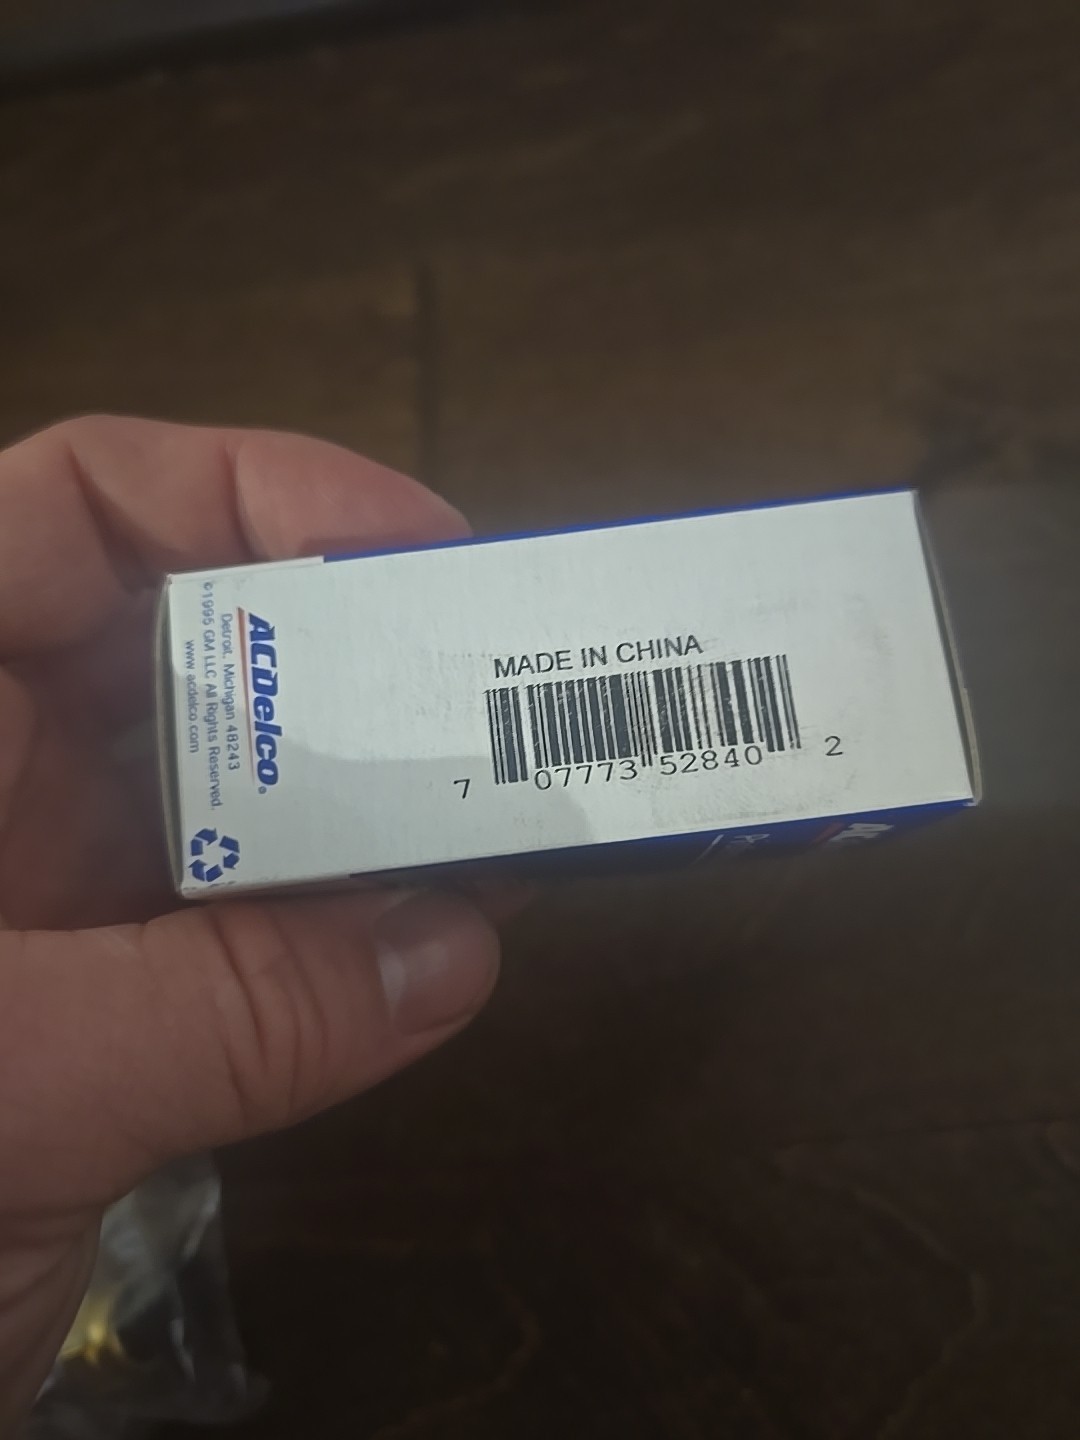 MADE IN CHINA
7 07773 52840 2
ACDelco®
Detroit, Michigan 48243
©1995 GM LLC All Rights Reserved.
www.acdelco.com